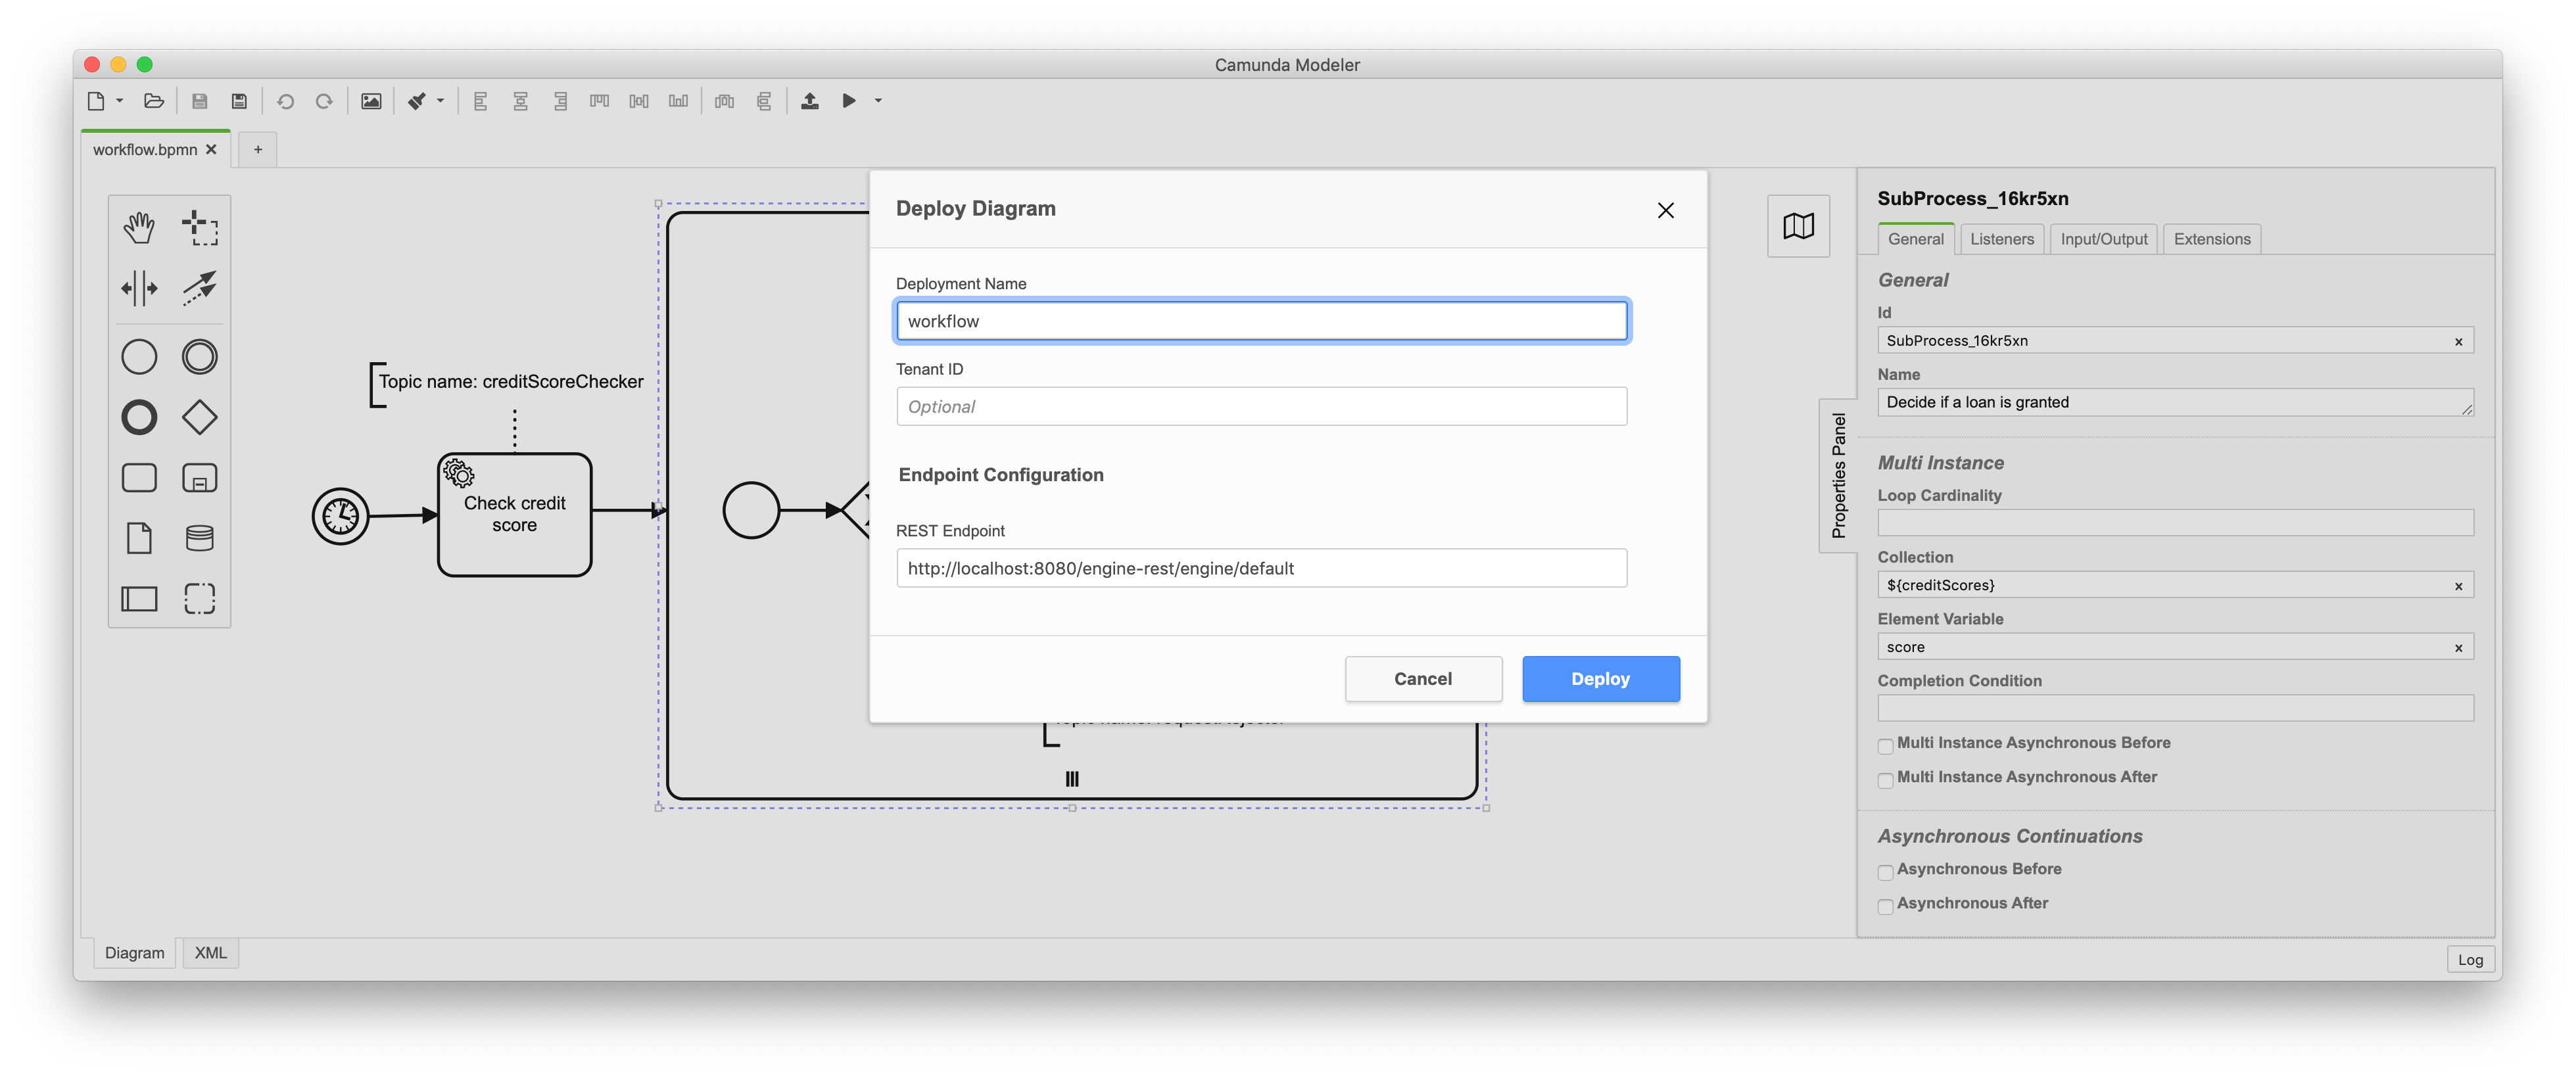 Camunda Modeler
workflow.bpmn
+
Deploy Diagram
Deployment Name
workflow
Tenant ID
Optional
Endpoint Configuration
REST Endpoint
http://localhost:8080/engine-rest/engine/default
Cancel
Deploy
Topic name: creditScoreChecker
Check credit
score
Topic name:
Properties Panel
SubProcess_16kr5xn
General
Listeners
Input/Output
Extensions
General
Id
SubProcess_16kr5xn
Name
Decide if a loan is granted
Multi Instance
Loop Cardinality
Collection
${creditScores}
Element Variable
score
Completion Condition
Multi Instance Asynchronous Before
Multi Instance Asynchronous After
Asynchronous Continuations
Asynchronous Before
Asynchronous After
Diagram
XML
Log